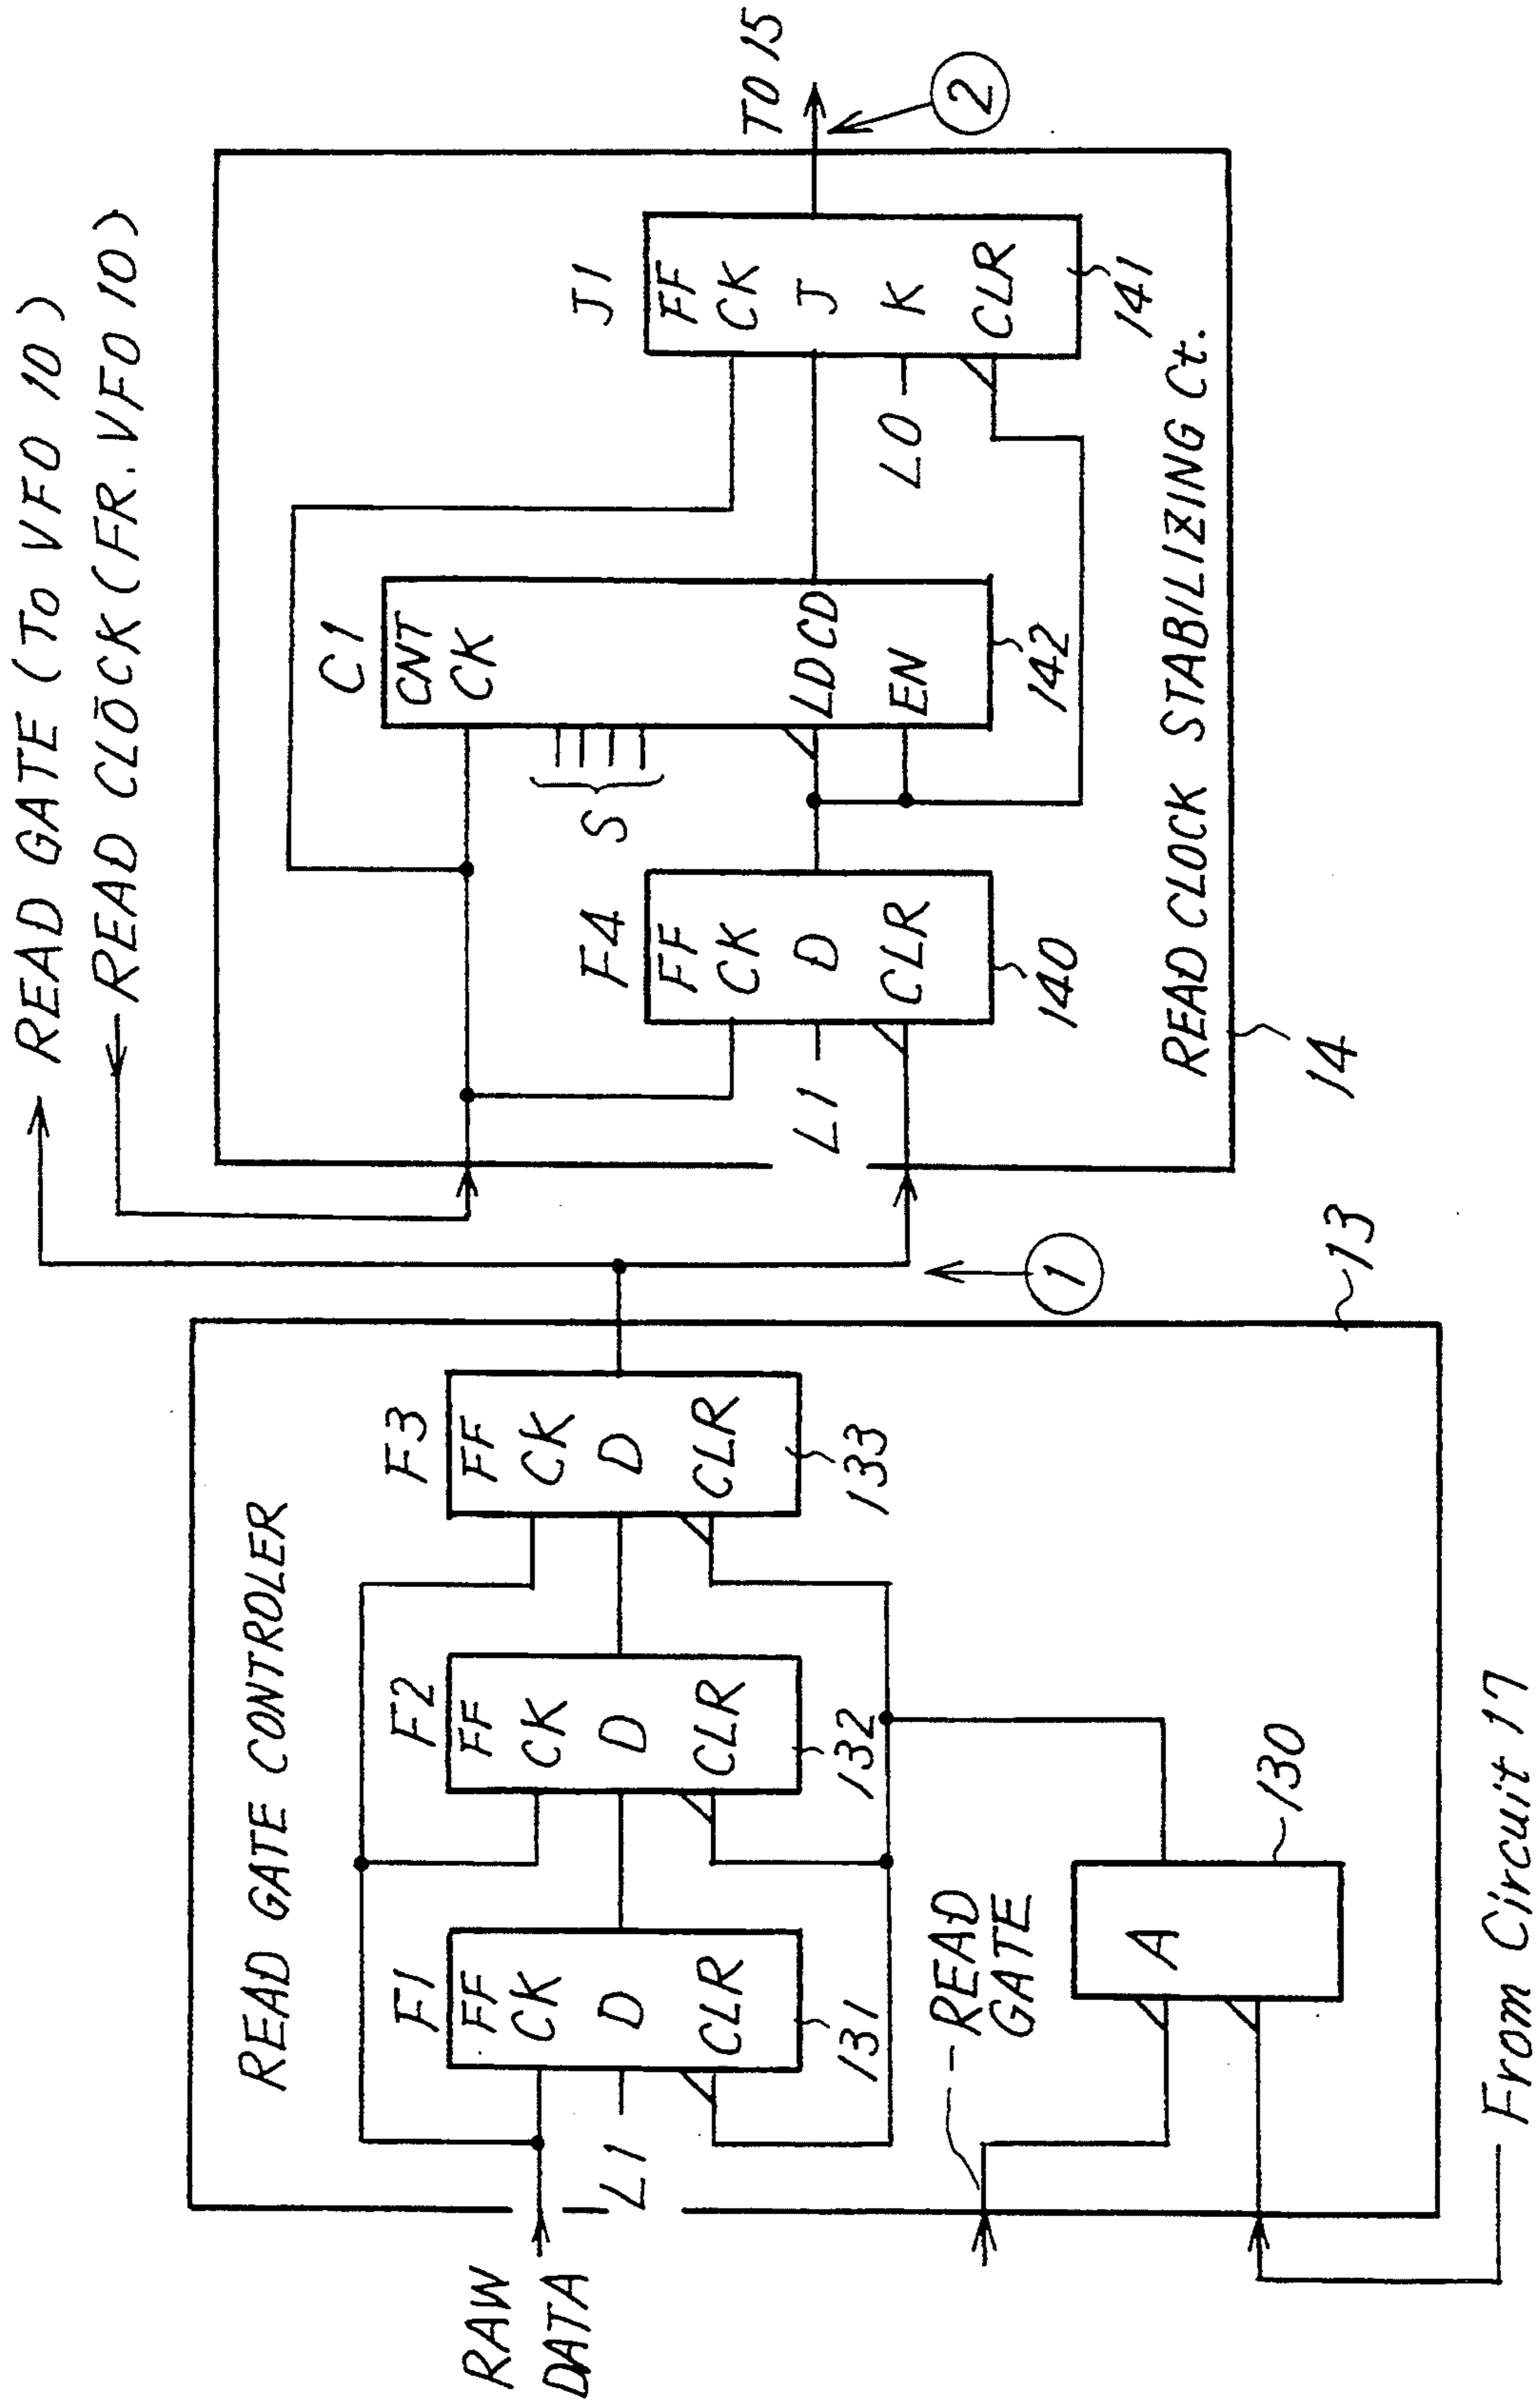 READ GATE (TO VFO 10)
READ CLOCK (FR. VFO 10)
READ GATE CONTROLER
RAW
DATA
L1
F1
FF
CK
D
CLR
131
F2
FF
CK
D
CLR
132
F3
FF
CK
D
CLR
133
READ
GATE
A
130
From Circuit 17
13
1
L1
F4
FF
CK
D
CLR
140
S
C1
CNT
CK
LD CD
EN
142
L0
J1
FF
CK
J
K
CLR
141
TO 15
2
READ CLOCK STABILIZING Ct.
14